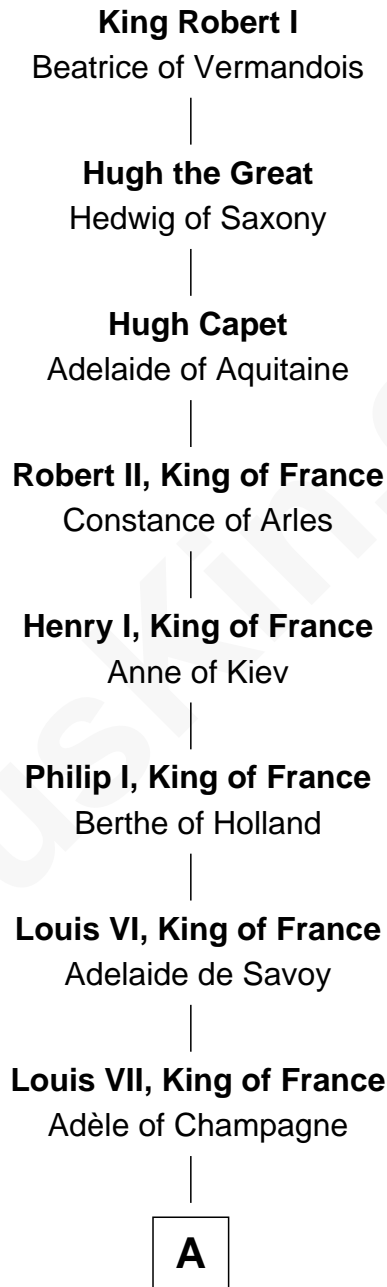 King Robert I
Beatrice of Vermandois
Hugh the Great
Hedwig of Saxony
Hugh Capet
Adelaide of Aquitaine
Robert II, King of France
Constance of Arles
Henry I, King of France
Anne of Kiev
Philip I, King of France
Berthe of Holland
Louis VI, King of France
Adelaide de Savoy
Louis VII, King of France
Adèle of Champagne
A